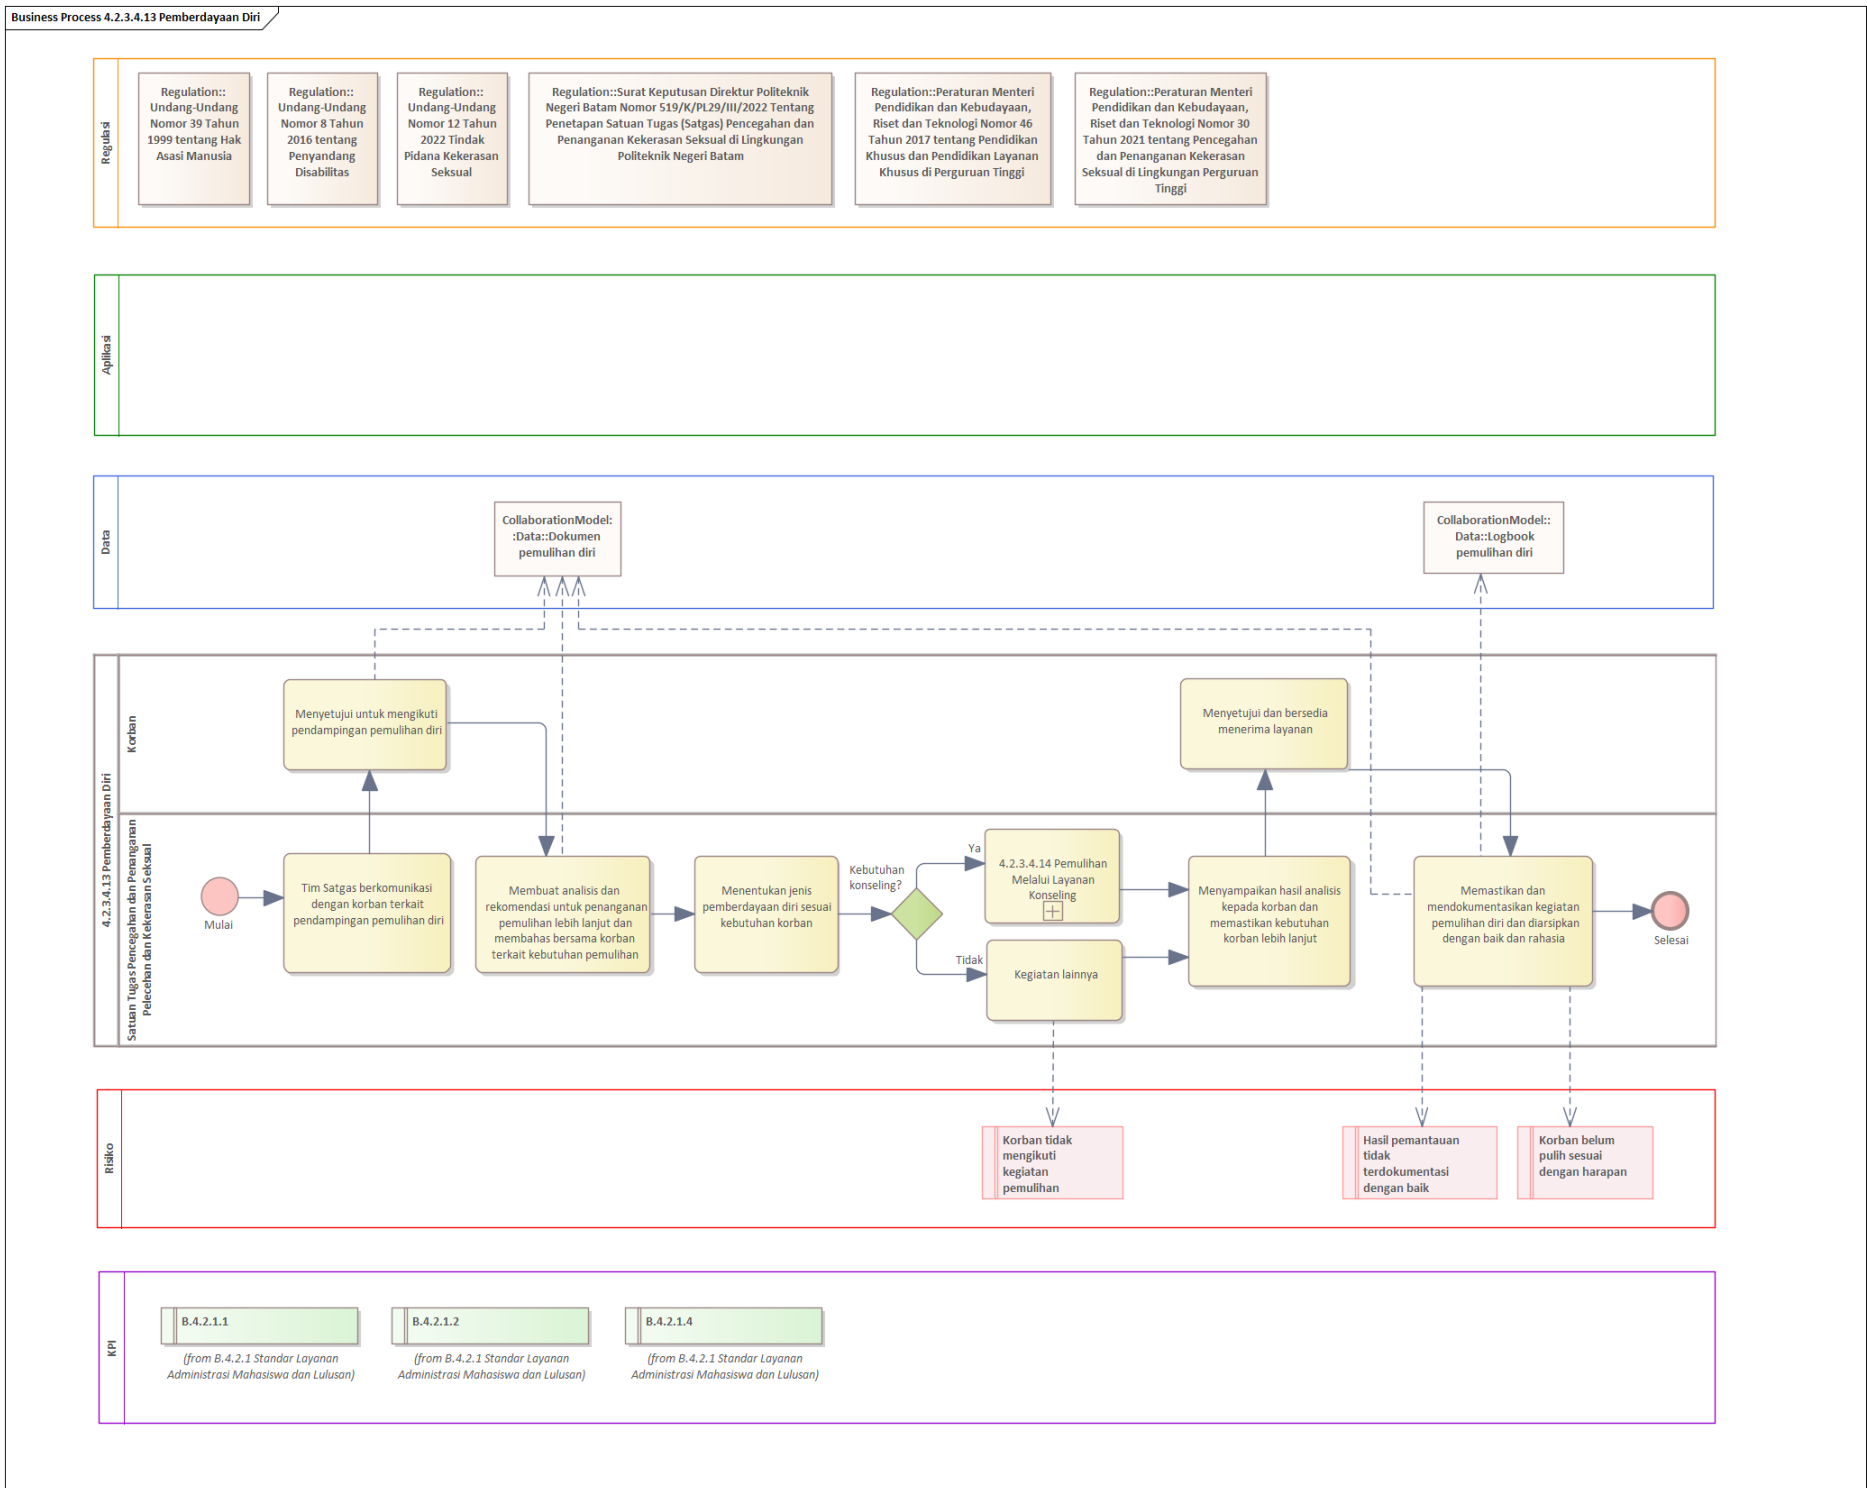 Business Process 4.2.3.4.13 Pemberdayaan Diri
Regulasi
Regulation::
Undang-Undang
Nomor 39 Tahun
1999 tentang Hak
Asasi Manusia
Regulation::
Undang-Undang
Nomor 8 Tahun
2016 tentang
Penyandang
Disabilitas
Regulation::
Undang-Undang
Nomor 12 Tahun
2022 Tindak
Pidana Kekerasan
Seksual
Regulation::Surat Keputusan Direktur Politeknik
Negeri Batam Nomor 519/K/PL29/III/2022 Tentang
Penetapan Satuan Tugas (Satgas) Pencegahan dan
Penanganan Kekerasan Seksual di Lingkungan
Politeknik Negeri Batam
Regulation::Peraturan Menteri
Pendidikan dan Kebudayaan,
Riset dan Teknologi Nomor 46
Tahun 2017 tentang Pendidikan
Khusus dan Pendidikan Layanan
Khusus di Perguruan Tinggi
Regulation::Peraturan Menteri
Pendidikan dan Kebudayaan,
Riset dan Teknologi Nomor 30
Tahun 2021 tentang Pencegahan
dan Penanganan Kekerasan
Seksual di Lingkungan Perguruan
Tinggi
Aplikasi
Data
CollaborationModel:
:Data::Dokumen
pemulihan diri
CollaborationModel::
Data::Logbook
pemulihan diri
4.2.3.4.13 Pemberdayaan Diri
Korban
Menyetujui untuk mengikuti
pendampingan pemulihan diri
Menyetujui dan bersedia
menerima layanan
Satuan Tugas Pencegahan dan Penanganan
Pelecehan dan Kekerasan Seksual
Mulai
Tim Satgas berkomunikasi
dengan korban terkait
pendampingan pemulihan diri
Membuat analisis dan
rekomendasi untuk penanganan
pemulihan lebih lanjut dan
membahas bersama korban
terkait kebutuhan pemulihan
Menentukan jenis
pemberdayaan diri sesuai
kebutuhan korban
Kebutuhan
konseling?
Ya
4.2.3.4.14 Pemulihan
Melalui Layanan
Konseling
Tidak
Kegiatan lainnya
Menyampaikan hasil analisis
kepada korban dan
memastikan kebutuhan
korban lebih lanjut
Memastikan dan
mendokumentasikan kegiatan
pemulihan diri dan diarsipkan
dengan baik dan rahasia
Selesai
Risiko
Korban tidak
mengikuti
kegiatan
pemulihan
Hasil pemantauan
tidak
terdokumentasi
dengan baik
Korban belum
pulih sesuai
dengan harapan
KPI
B.4.2.1.1
(from B.4.2.1 Standar Layanan
Administrasi Mahasiswa dan Lulusan)
B.4.2.1.2
(from B.4.2.1 Standar Layanan
Administrasi Mahasiswa dan Lulusan)
B.4.2.1.4
(from B.4.2.1 Standar Layanan
Administrasi Mahasiswa dan Lulusan)